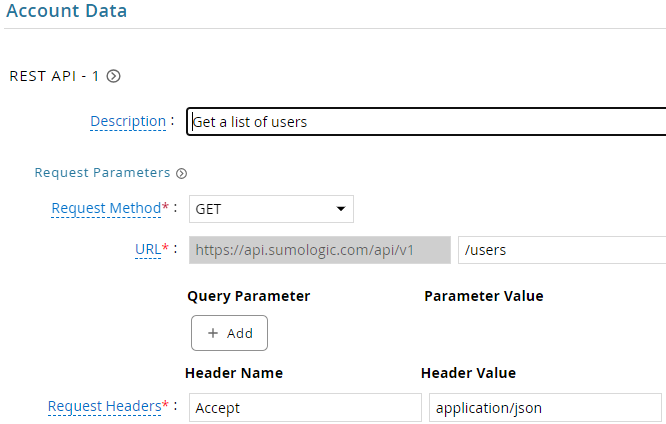 Account Data
REST API - 1
Description :
Get a list of users
Request Parameters
Request Method* : GET
URL* : https://api.sumologic.com/api/v1 /users
Query Parameter Parameter Value
+ Add
Header Name Header Value
Request Headers* : Accept application/json